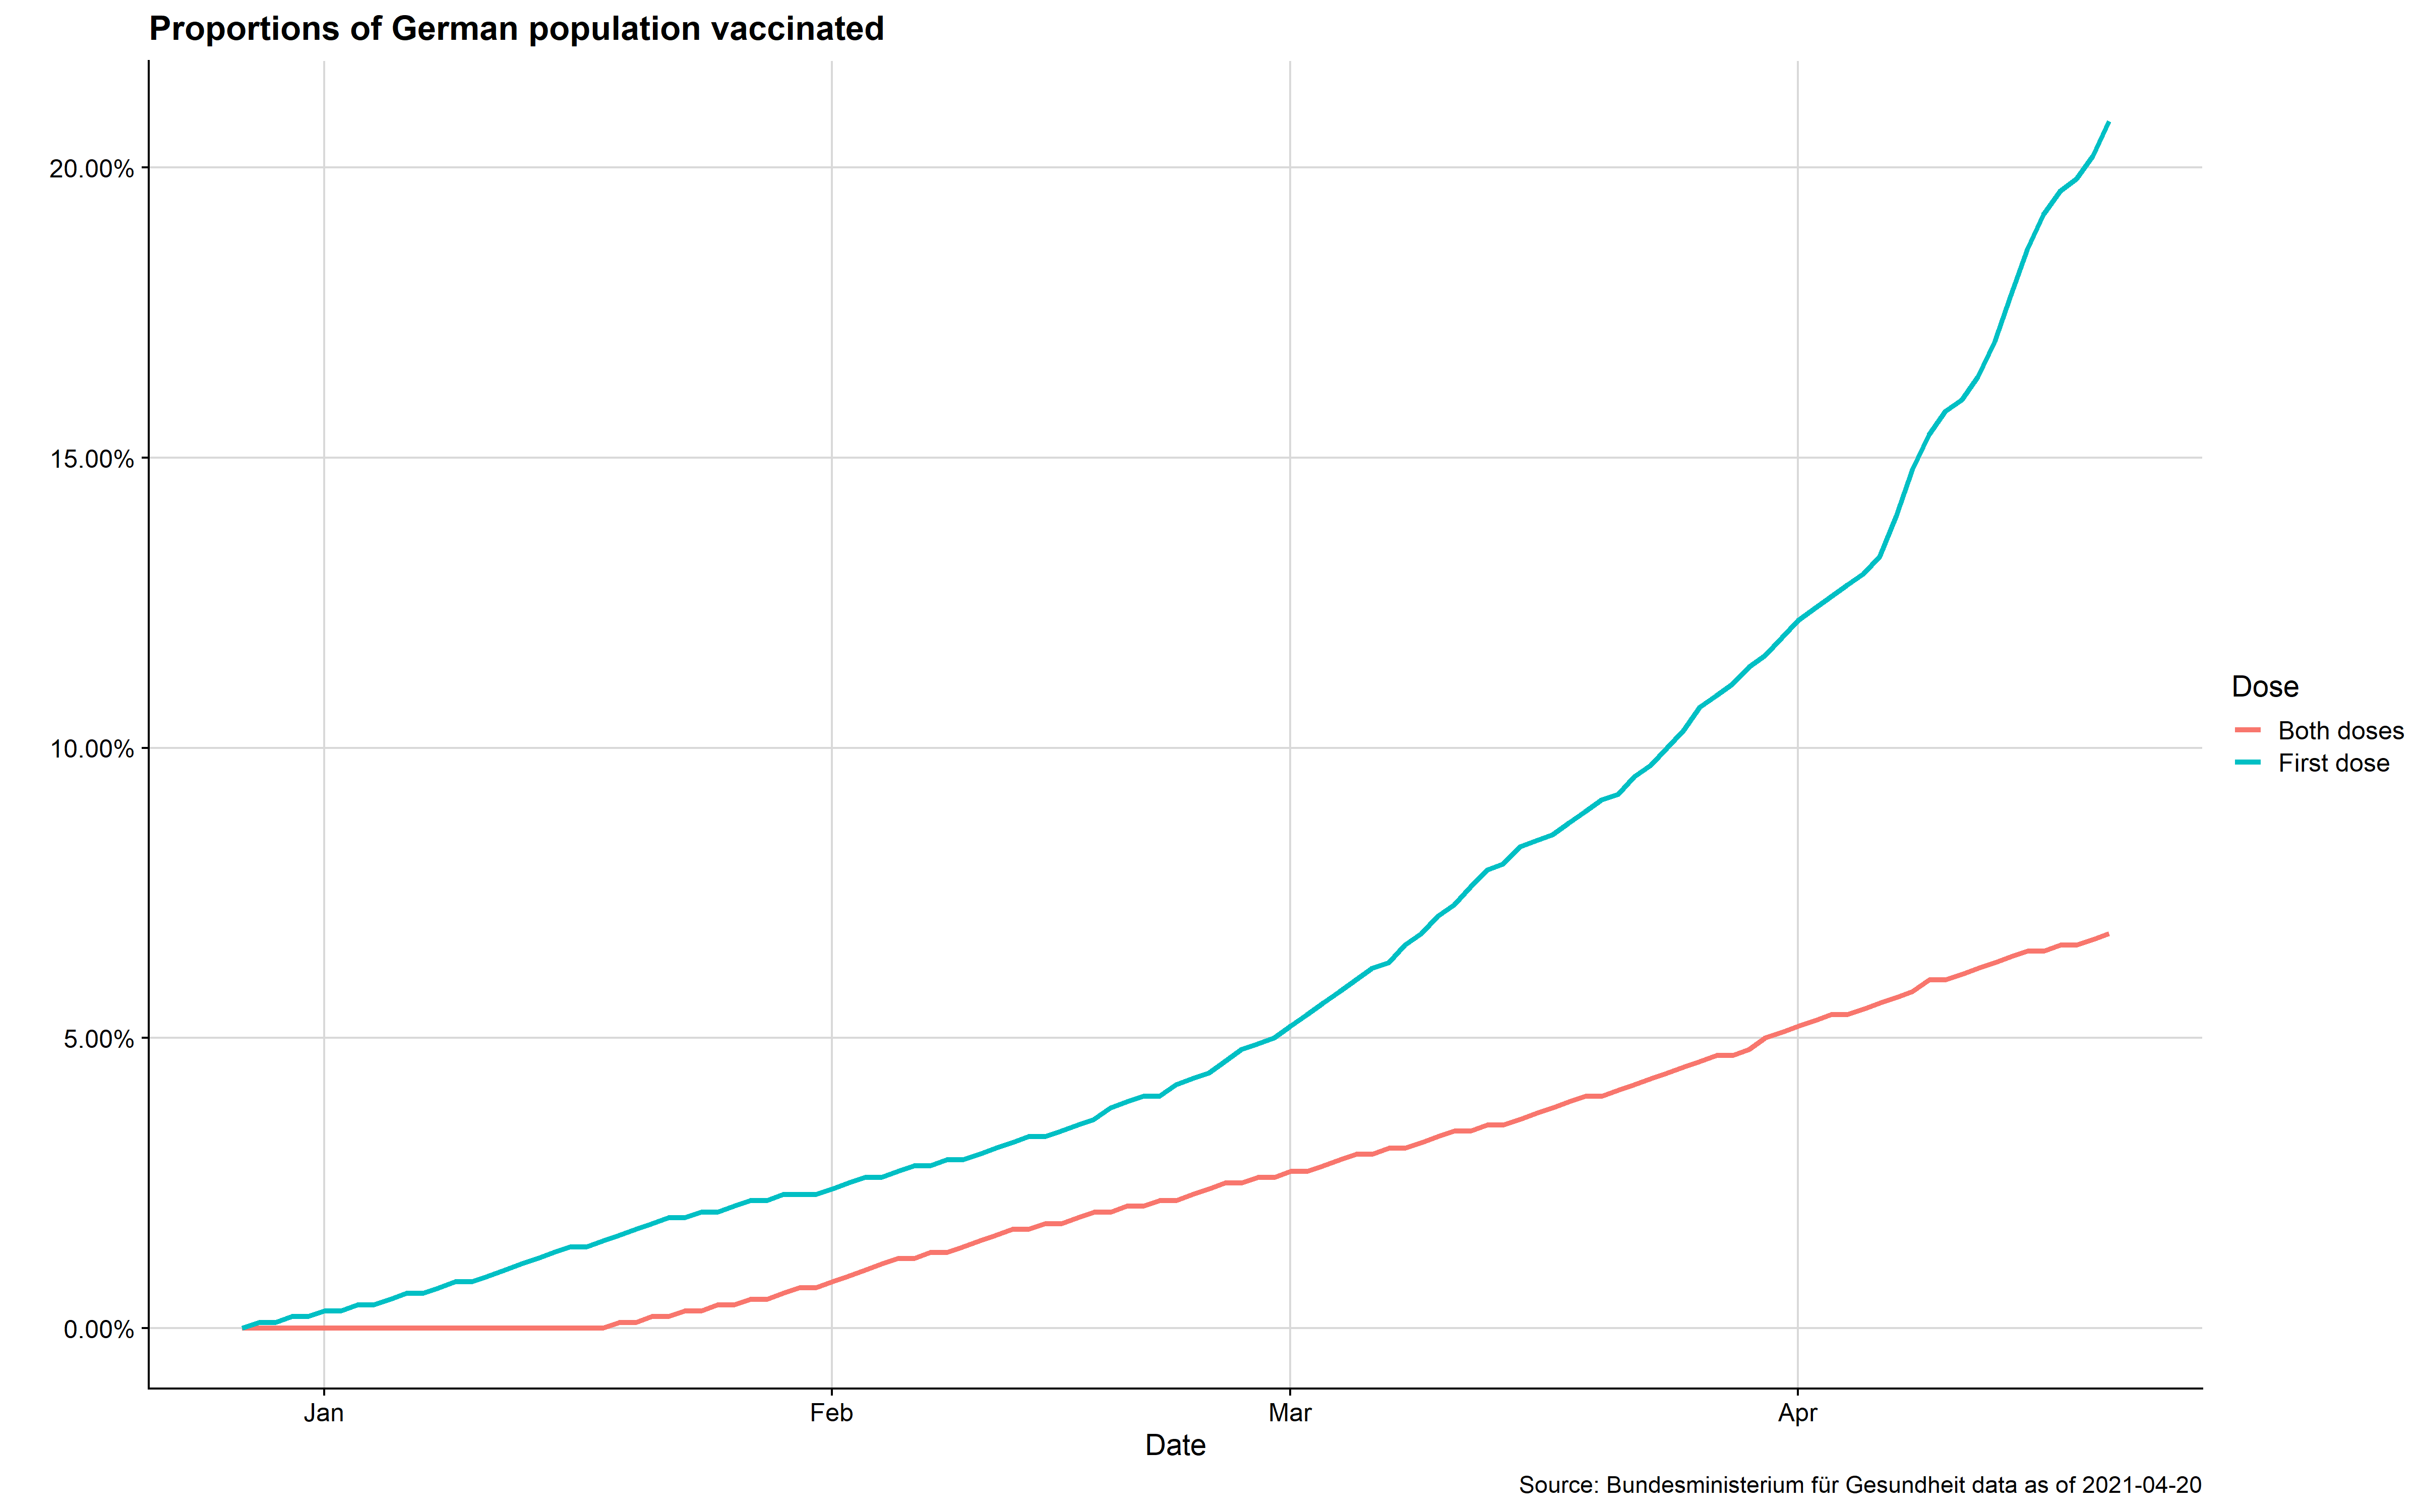 Proportions of German population vaccinated
20.00%
15.00%
10.00%
5.00%
0.00%
Jan Feb Mar Apr
Date
Dose
Both doses
First dose
Source: Bundesministerium für Gesundheit data as of 2021-04-20